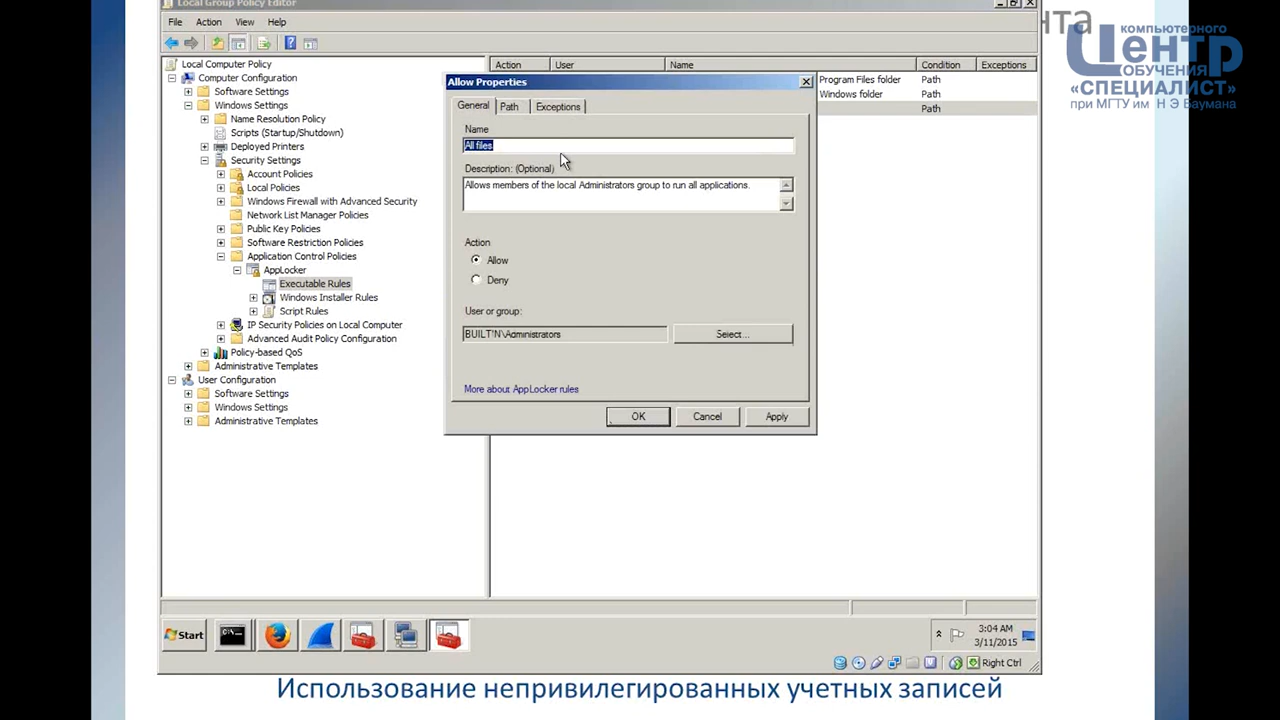 Local Group Policy Editor
нта
компьютерного
Центр
ОБУЧЕНИЯ
«СПЕЦИАЛИСТ»
при МГТУ им Н Э Баумана
File Action View Help
Local Computer Policy
Computer Configuration
Software Settings
Windows Settings
Name Resolution Policy
Scripts (Startup/Shutdown)
Deployed Printers
Security Settings
Account Policies
Local Policies
Windows Firewall with Advanced Security
Network List Manager Policies
Public Key Policies
Software Restriction Policies
Application Control Policies
AppLocker
Executable Rules
Windows Installer Rules
Script Rules
IP Security Policies on Local Computer
Advanced Audit Policy Configuration
Policy-based QoS
Administrative Templates
User Configuration
Software Settings
Windows Settings
Administrative Templates
Action User Name Condition Exceptions
Program Files folder Path
Windows folder Path
Path
Allow Properties
General Path Exceptions
Name
All files
Description: (Optional)
Allows members of the local Administrators group to run all applications.
Action
Allow
Deny
User or group:
BUILTIN\Administrators Select...
More about AppLocker rules
OK Cancel Apply
Start
3:04 AM
3/11/2015
Right Ctrl
Использование непривилегированных учетных записей